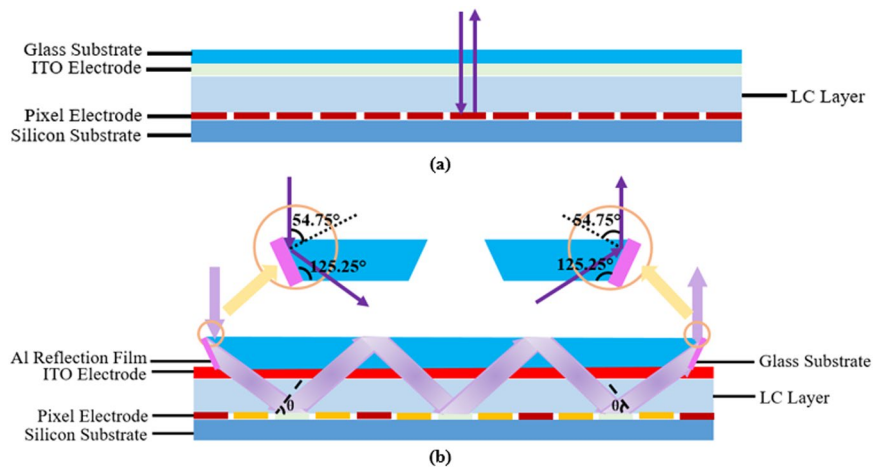 Glass Substrate
ITO Electrode
LC Layer
Pixel Electrode
Silicon Substrate
(a)
54.75°
125.25°
54.75°
125.25°
Al Reflection Film
ITO Electrode
Glass Substrate
LC Layer
θ
θ
Pixel Electrode
Silicon Substrate
(b)